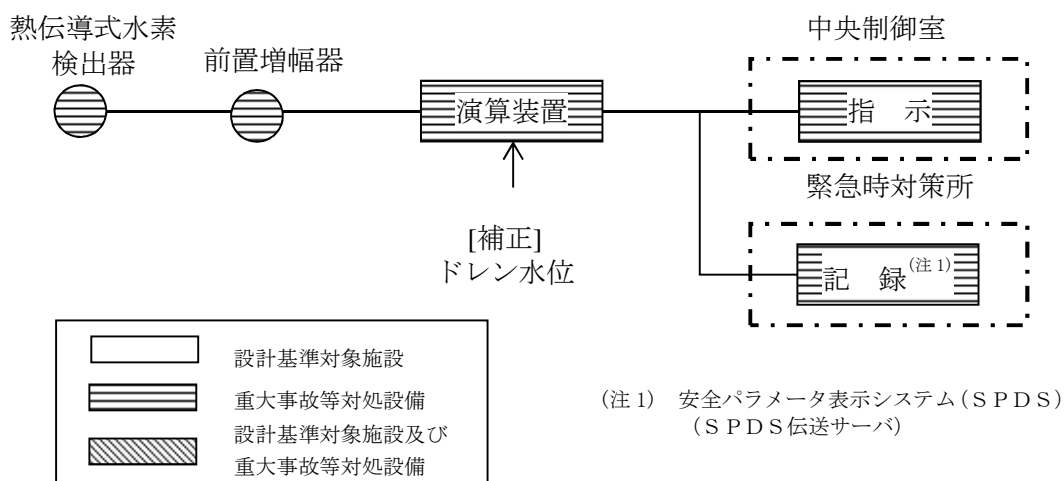 熱伝導式水素
検出器
前置増幅器
中央制御室
演算装置
指　示
緊急時対策所
[補正]
ドレン水位
記　録(注1)
設計基準対象施設
重大事故等対処設備
設計基準対象施設及び
重大事故等対処設備
(注1)　安全パラメータ表示システム(ＳＰＤＳ)
(ＳＰＤＳ伝送サーバ)